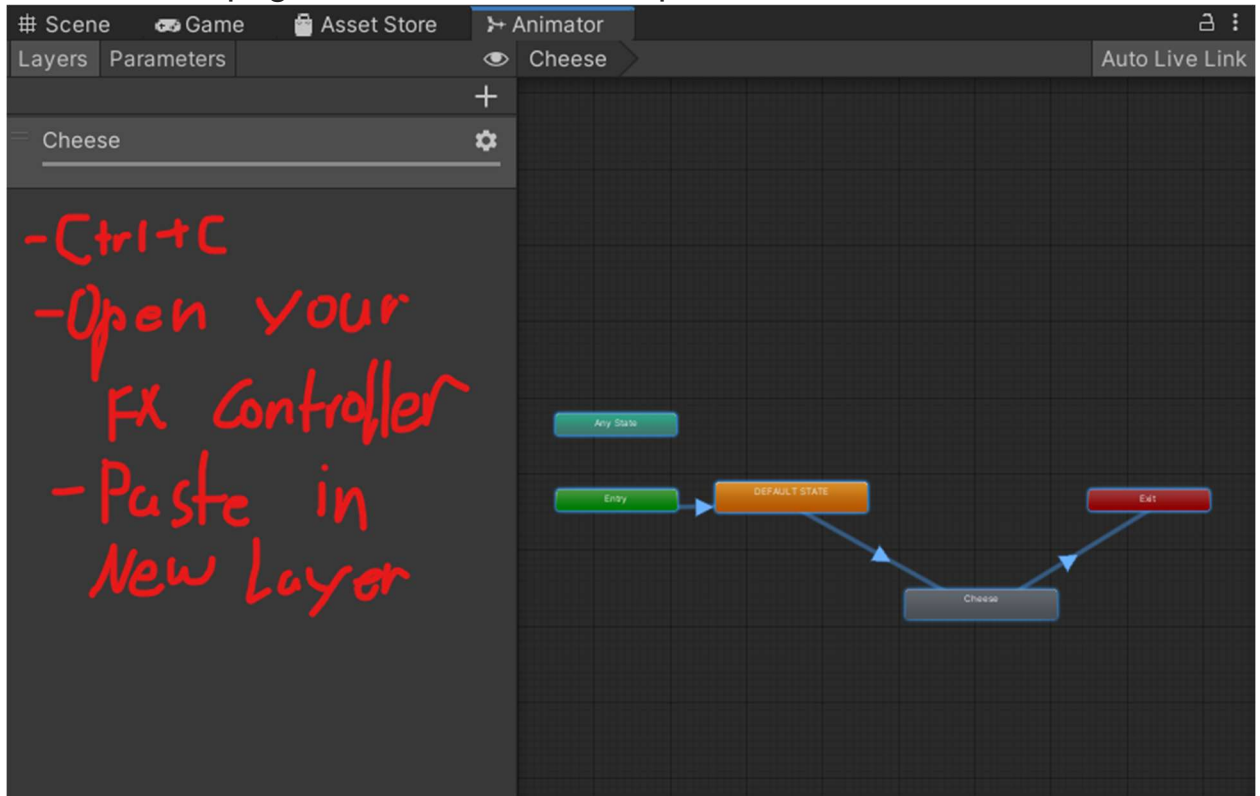 # Scene Game Asset Store Animator
Layers Parameters Cheese Auto Live Link
+
Cheese
-Ctrl+C
-Open your
FX Controller
-Paste in
New Layer
Any State
Entry
DEFAULT STATE
Exit
Cheese